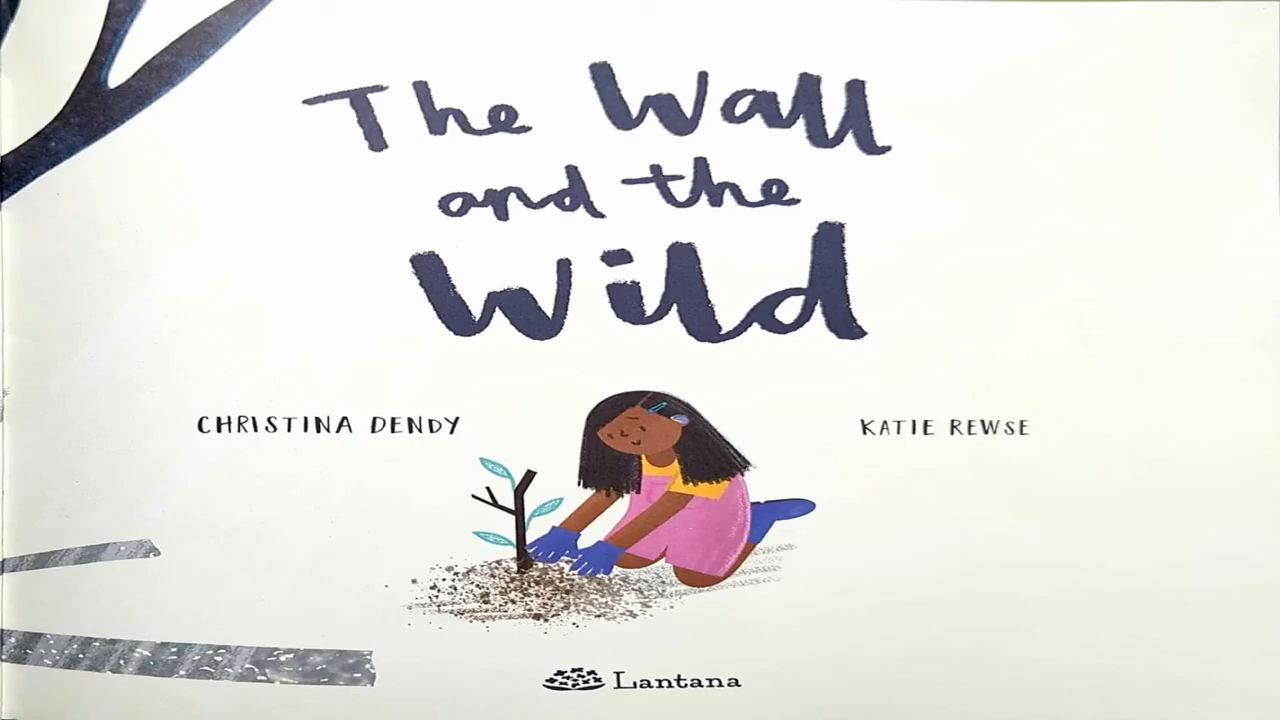 The Wall
and the
Wild
CHRISTINA DENDY
KATIE REWSE
Lantana